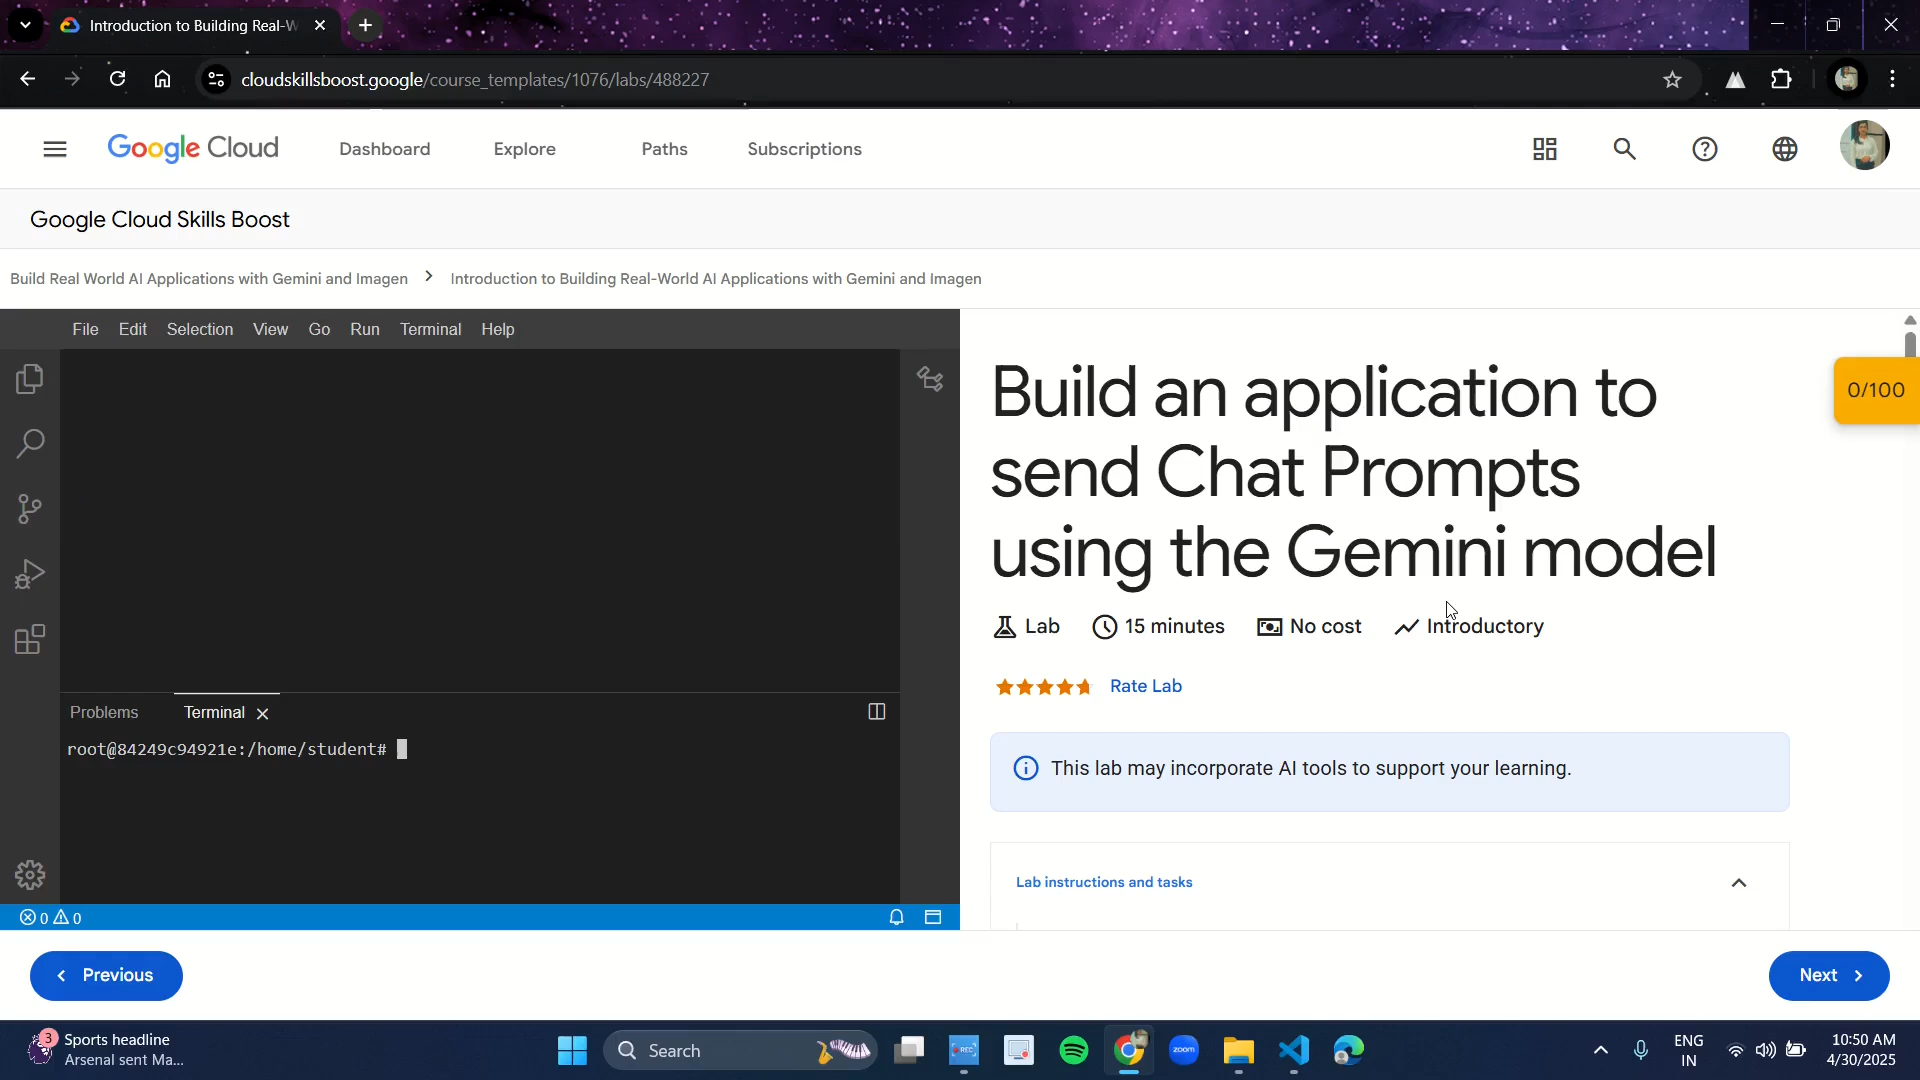 Introduction to Building Real-W
cloudskillsboost.google/course_templates/1076/labs/488227
Google Cloud
Dashboard
Explore
Paths
Subscriptions
Google Cloud Skills Boost
Build Real World AI Applications with Gemini and Imagen > Introduction to Building Real-World AI Applications with Gemini and Imagen
File Edit Selection View Go Run Terminal Help
Problems
Terminal
root@84249c94921e:/home/student#
0 0
Build an application to
send Chat Prompts
using the Gemini model
0/100
Lab
15 minutes
No cost
Introductory
Rate Lab
This lab may incorporate AI tools to support your learning.
Lab instructions and tasks
Previous
Next
3
Sports headline
Arsenal sent Ma...
Search
REC
zoom
ENG
IN
10:50 AM
4/30/2025